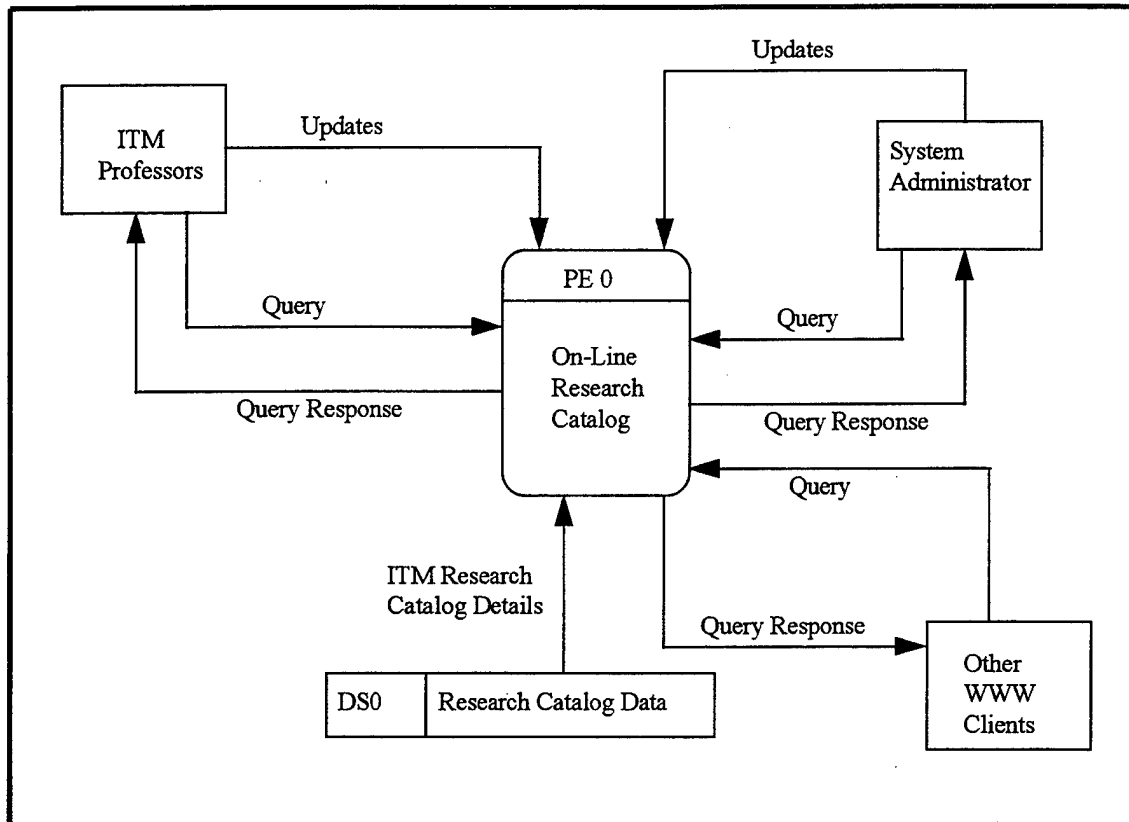 Updates
ITM
Professors
Updates
System
Administrator
PE 0
Query
Query
On-Line
Research
Catalog
Query Response
Query Response
Query
ITM Research
Catalog Details
Query Response
Other
WWW
Clients
DS0
Research Catalog Data